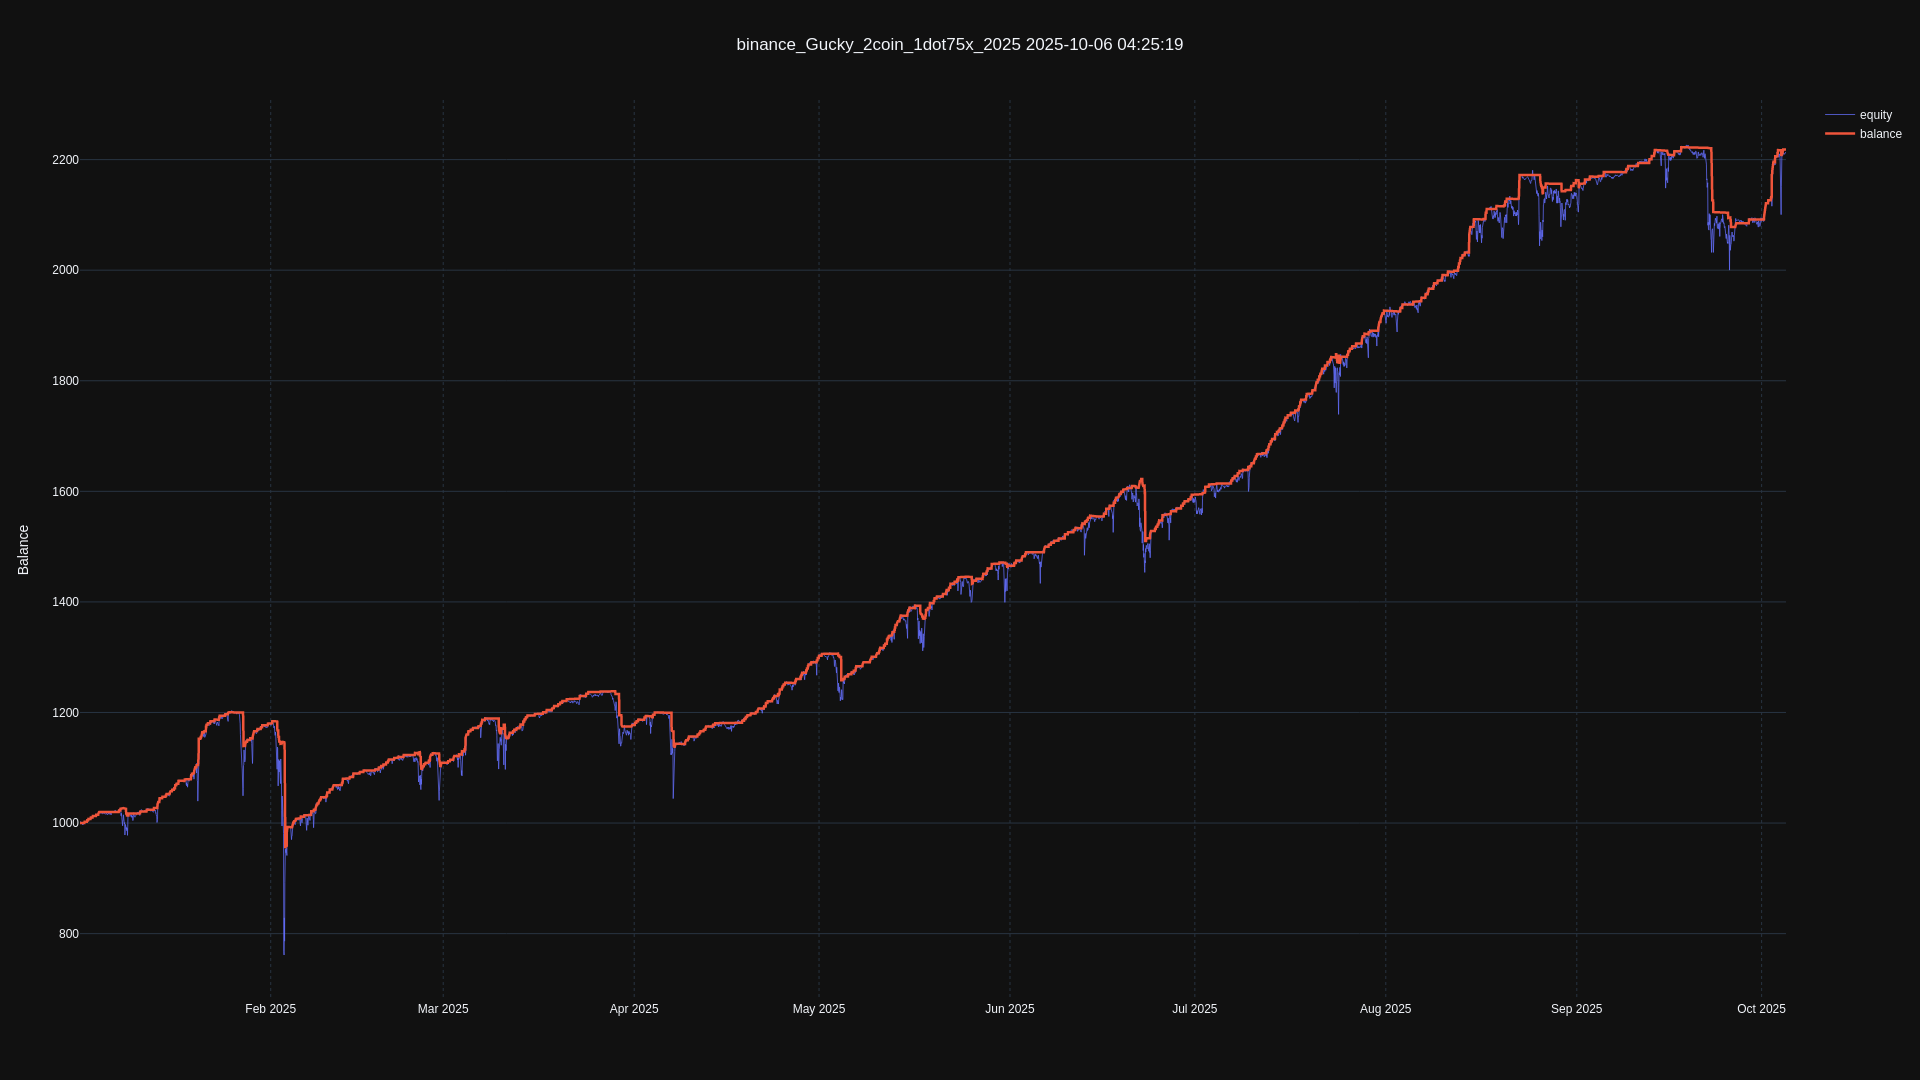 binance_Gucky_2coin_1dot75x_2025 2025-10-06 04:25:19
equity
balance
Balance
2200
2000
1800
1600
1400
1200
1000
800
Feb 2025
Mar 2025
Apr 2025
May 2025
Jun 2025
Jul 2025
Aug 2025
Sep 2025
Oct 2025